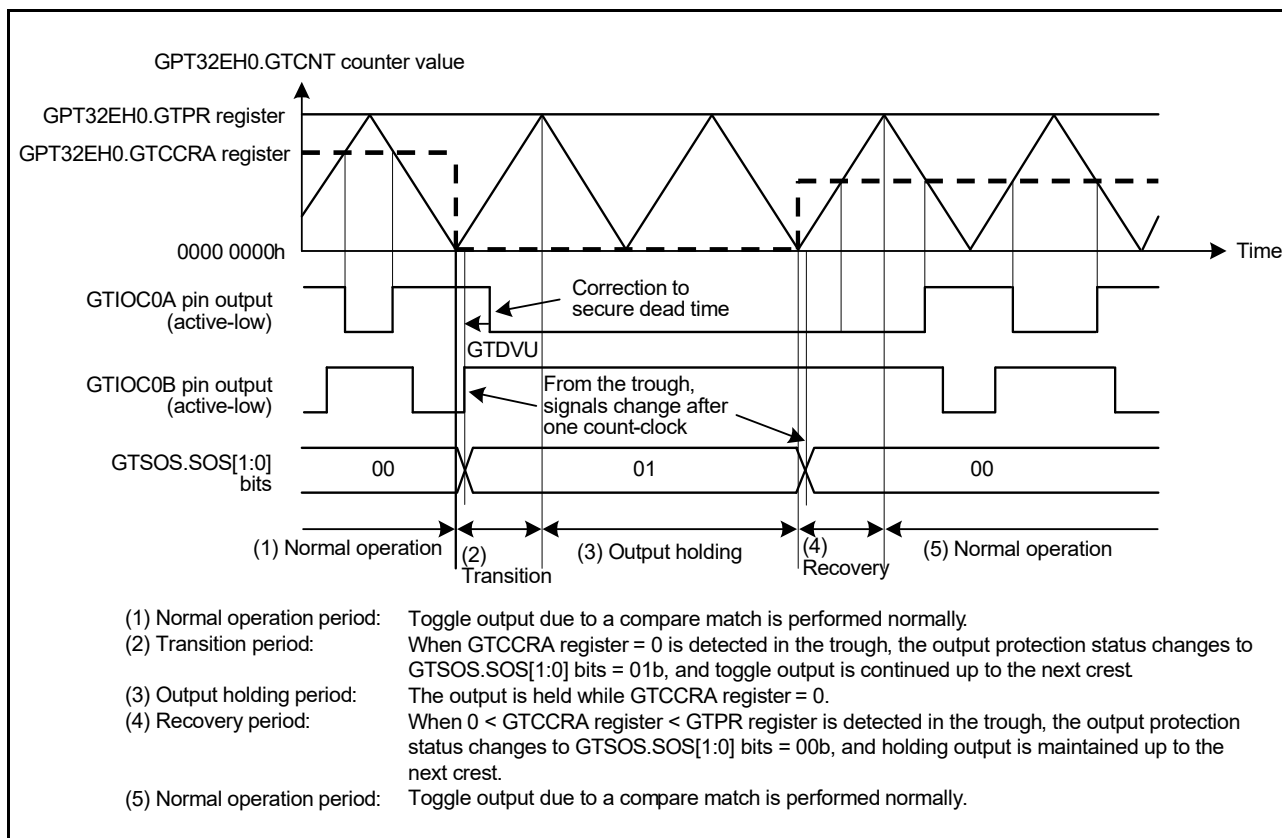 GPT32EH0.GTCNT counter value
GPT32EH0.GTPR register
GPT32EH0.GTCCRA register
0000 0000h
Time
GTIOC0A pin output
(active-low)
Correction to
secure dead time
GTDVU
GTIOC0B pin output
(active-low)
From the trough,
signals change after
one count-clock
GTSOS.SOS[1:0]
bits
00
01
00
(1) Normal operation
(2)
Transition
(3) Output holding
(4)
Recovery
(5) Normal operation
(1) Normal operation period: Toggle output due to a compare match is performed normally.
(2) Transition period: When GTCCRA register = 0 is detected in the trough, the output protection status changes to
GTSOS.SOS[1:0] bits = 01b, and toggle output is continued up to the next crest.
(3) Output holding period: The output is held while GTCCRA register = 0.
(4) Recovery period: When 0 < GTCCRA register < GTPR register is detected in the trough, the output protection
status changes to GTSOS.SOS[1:0] bits = 00b, and holding output is maintained up to the
next crest.
(5) Normal operation period: Toggle output due to a compare match is performed normally.